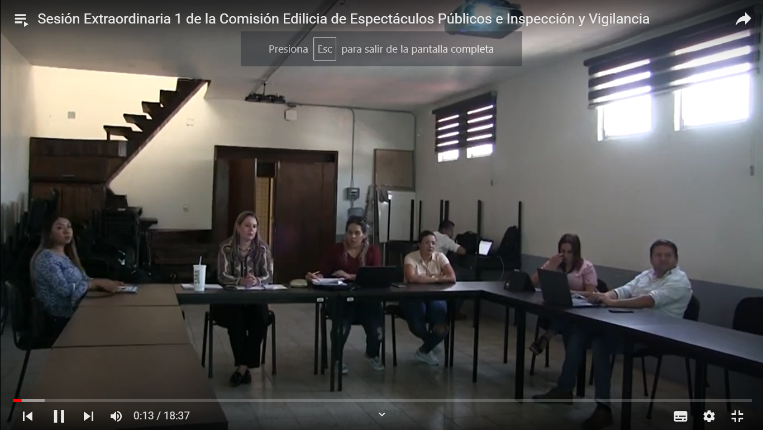 Sesión Extraordinaria 1 de la Comisión Edilicia de Espectáculos Públicos e Inspección y Vigilancia
Presiona Esc para salir de la pantalla completa
0:13 / 18:37